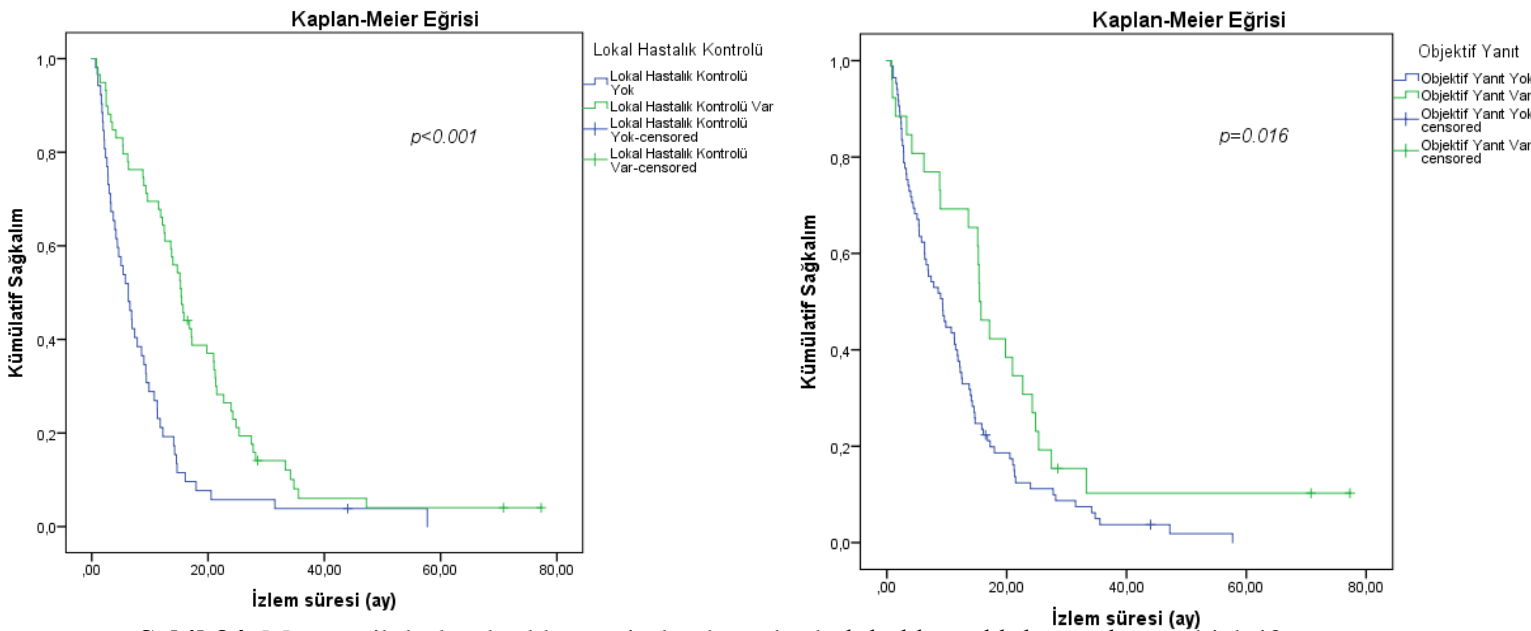 Kaplan-Meier Eğrisi
Lokal Hastalık Kontrolü
Lokal Hastalık Kontrolü
Yok
Lokal Hastalık Kontrolü Var
Lokal Hastalık Kontrolü
Yok-censored
Lokal Hastalık Kontrolü
Var-censored
p<0.001
Kümülatif Sağkalım
1,0
0,8
0,6
0,4
0,2
0,0
,00 20,00 40,00 60,00 80,00
İzlem süresi (ay)
Kaplan-Meier Eğrisi
Objektif Yanıt
Objektif Yanıt Yok
Objektif Yanıt Var
Objektif Yanıt Yok
censored
Objektif Yanıt Var
censored
p=0.016
Kümülatif Sağkalım
1,0
0,8
0,6
0,4
0,2
0,0
,00 20,00 40,00 60,00 80,00
İzlem süresi (ay)